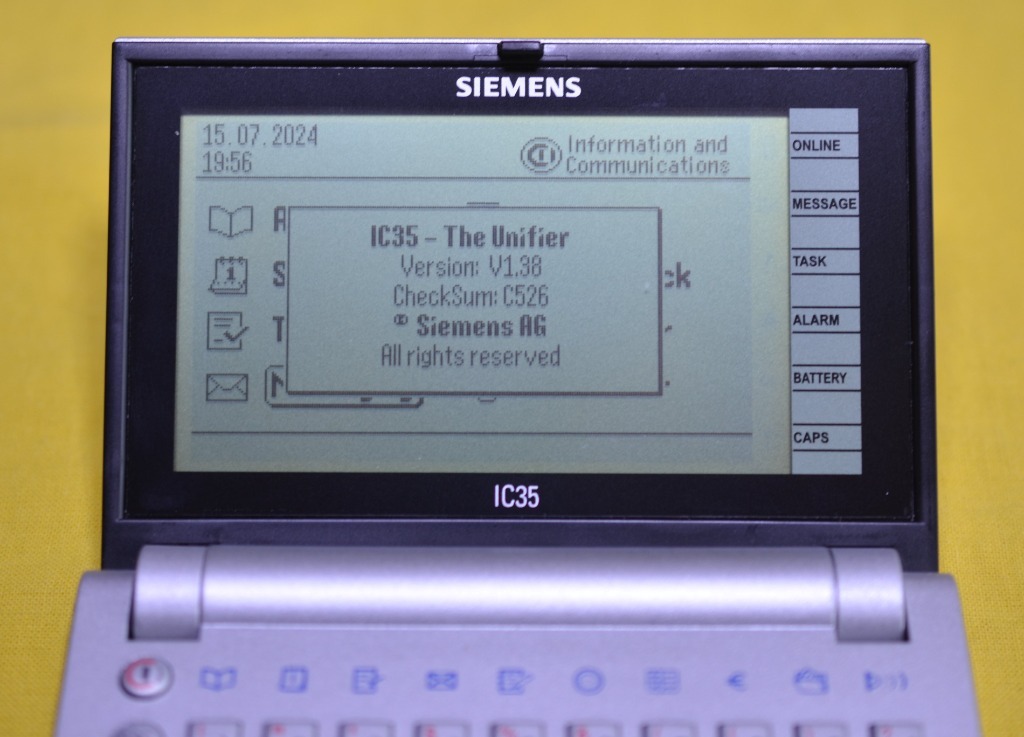 SIEMENS
15.07.2024
19:56
Information and
Communications
IC35 – The Unifier
Version: V1.38
CheckSum: C526
© Siemens AG
All rights reserved
ONLINE
MESSAGE
TASK
ALARM
BATTERY
CAPS
IC35